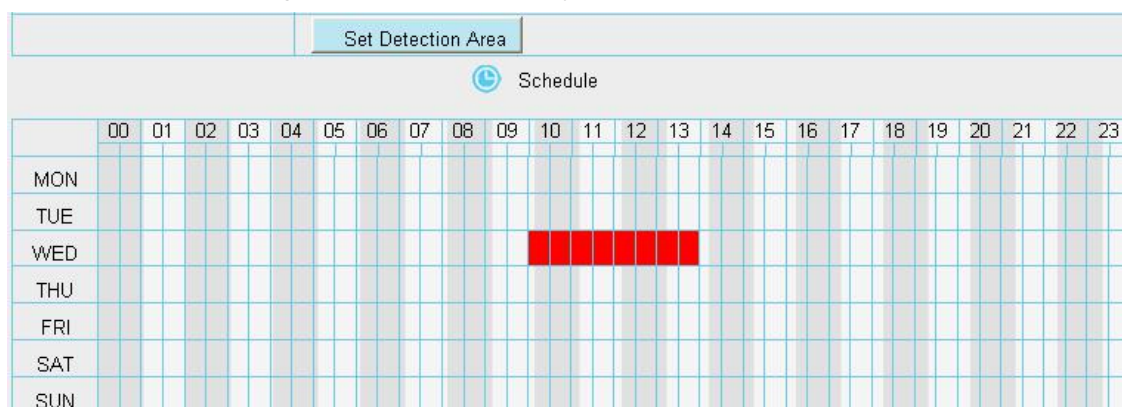 Set Detection Area
Schedule
00 01 02 03 04 05 06 07 08 09 10 11 12 13 14 15 16 17 18 19 20 21 22 23
MON
TUE
WED
THU
FRI
SAT
SUN